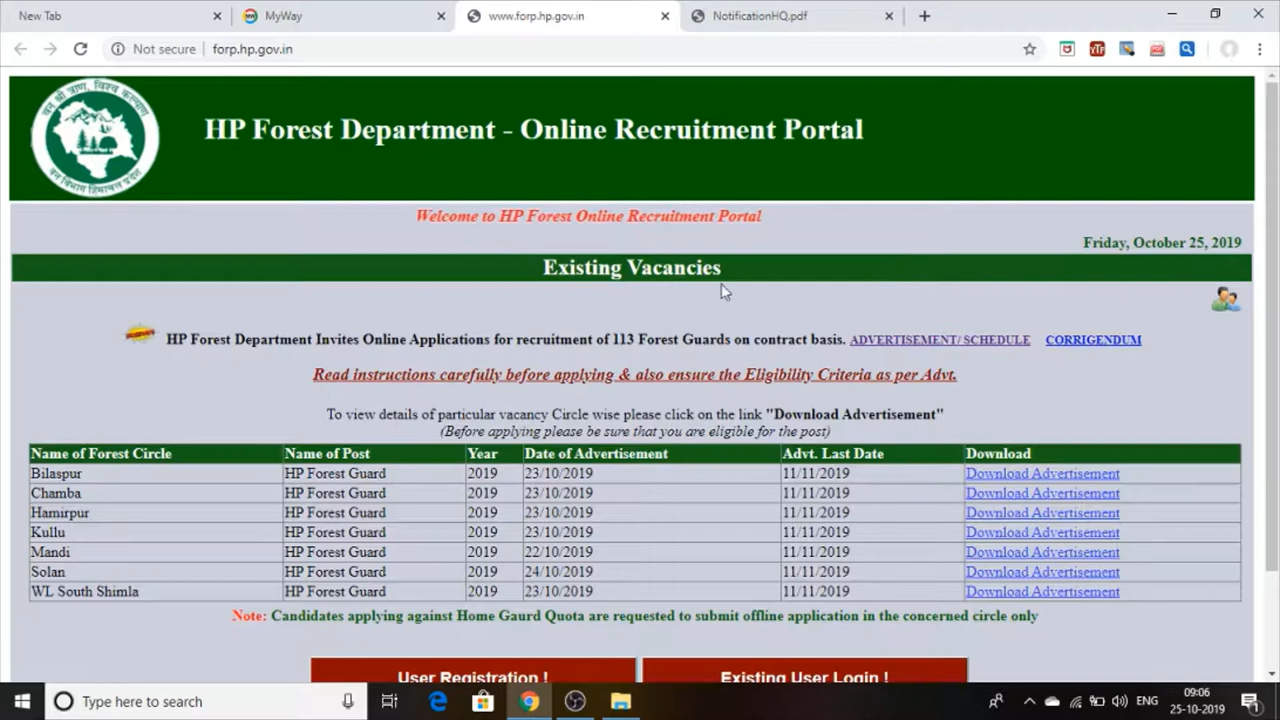 New Tab
MyWay
www.forp.hp.gov.in
NotificationHQ.pdf
Not secure
forp.hp.gov.in
वन श्री त्राण, विश्व कल्याण
वन विभाग हिमाचल प्रदेश
HP Forest Department - Online Recruitment Portal
Welcome to HP Forest Online Recruitment Portal
Friday, October 25, 2019
Existing Vacancies
HP Forest Department Invites Online Applications for recruitment of 113 Forest Guards on contract basis. ADVERTISEMENT/ SCHEDULE CORRIGENDUM
Read instructions carefully before applying & also ensure the Eligibility Criteria as per Advt.
To view details of particular vacancy Circle wise please click on the link "Download Advertisement"
(Before applying please be sure that you are eligible for the post)
Name of Forest Circle Name of Post Year Date of Advertisement Advt. Last Date Download
Bilaspur HP Forest Guard 2019 23/10/2019 11/11/2019 Download Advertisement
Chamba HP Forest Guard 2019 23/10/2019 11/11/2019 Download Advertisement
Hamirpur HP Forest Guard 2019 23/10/2019 11/11/2019 Download Advertisement
Kullu HP Forest Guard 2019 23/10/2019 11/11/2019 Download Advertisement
Mandi HP Forest Guard 2019 22/10/2019 11/11/2019 Download Advertisement
Solan HP Forest Guard 2019 24/10/2019 11/11/2019 Download Advertisement
WL South Shimla HP Forest Guard 2019 23/10/2019 11/11/2019 Download Advertisement
Note: Candidates applying against Home Gaurd Quota are requested to submit offline application in the concerned circle only
User Registration !
Existing User Login !
Type here to search
ENG
09:06
25-10-2019
1